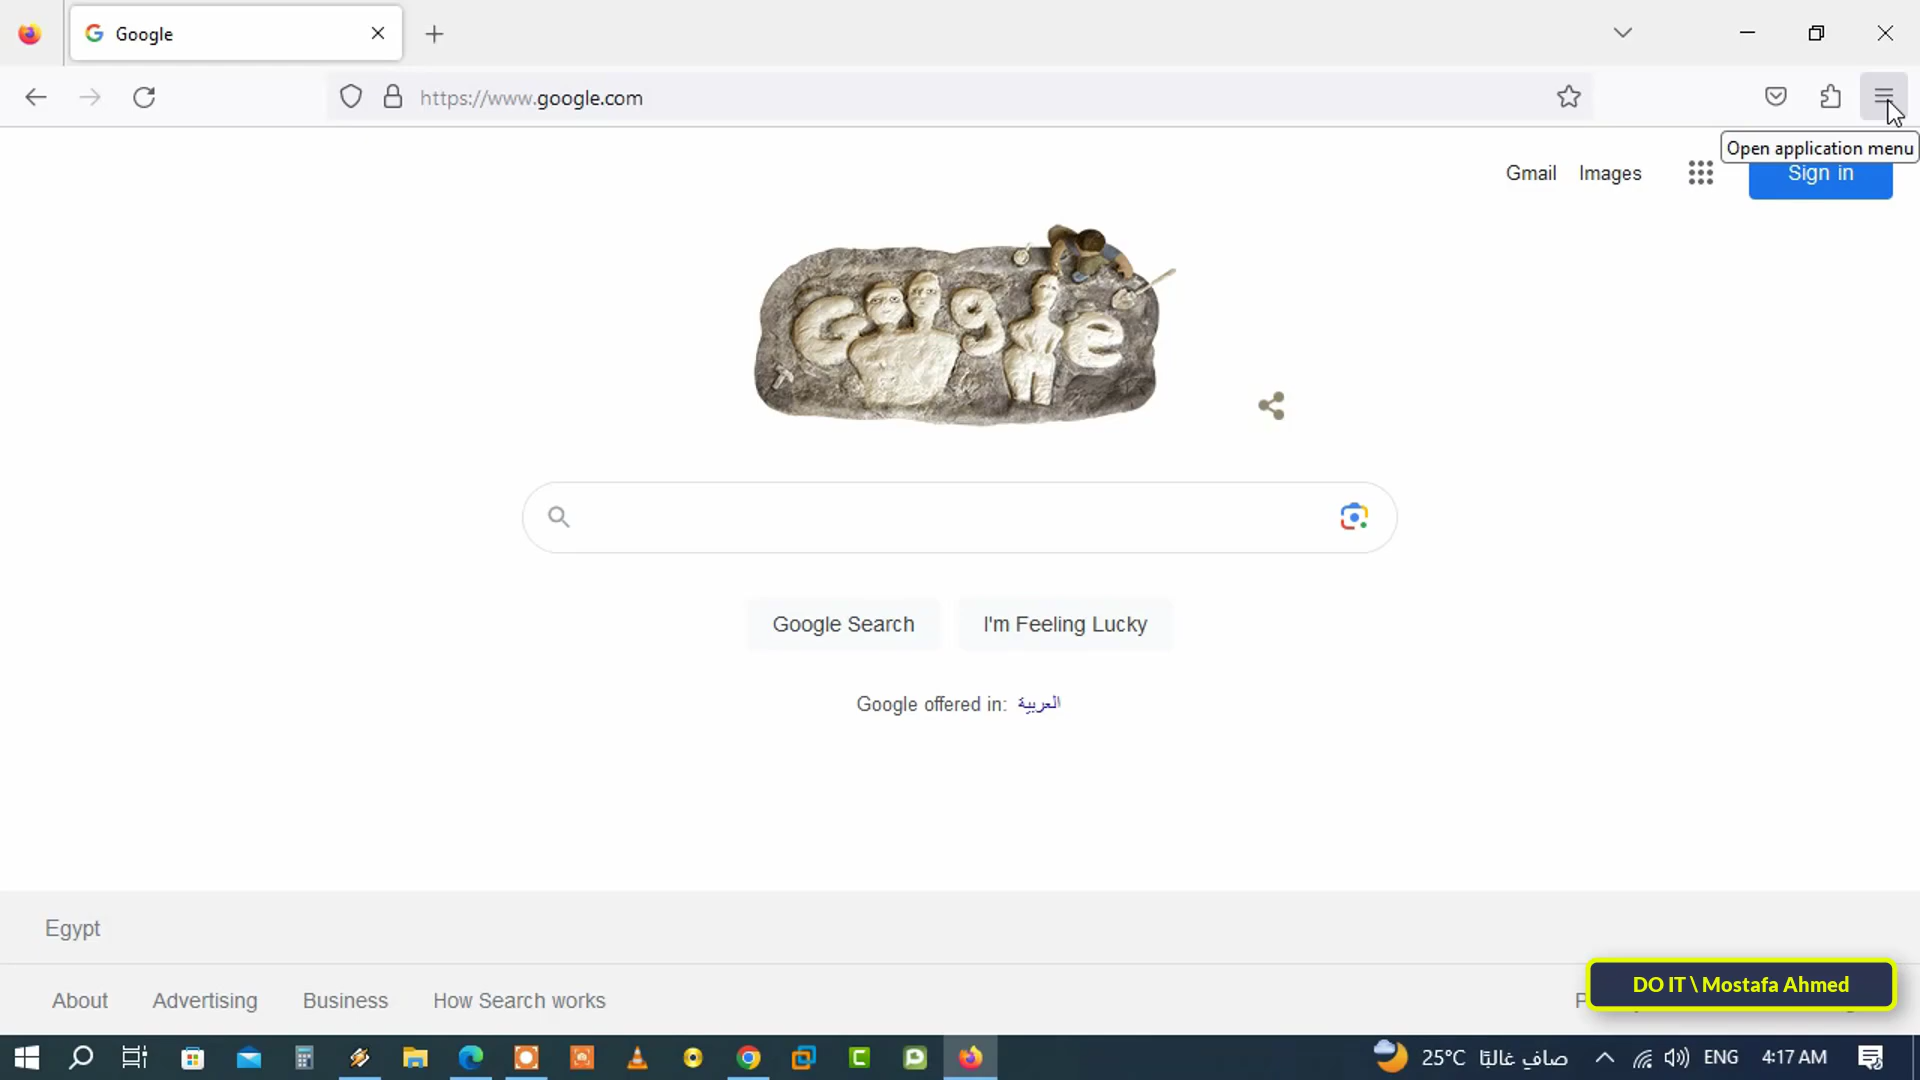 Google
https://www.google.com
Open application menu
Gmail Images
Sign in
Google
Google Search I'm Feeling Lucky
Google offered in: العربية
Egypt
DO IT \ Mostafa Ahmed
About Advertising Business How Search works
25°C صافٍ غالبًا ENG 4:17 AM